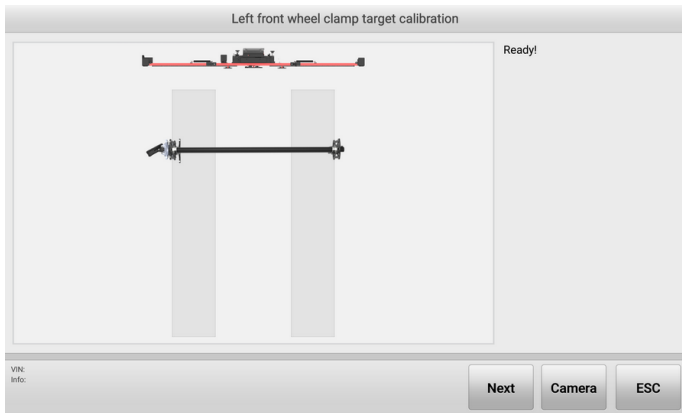 Left front wheel clamp target calibration
Ready!
VIN:
Info:
Next
Camera
ESC